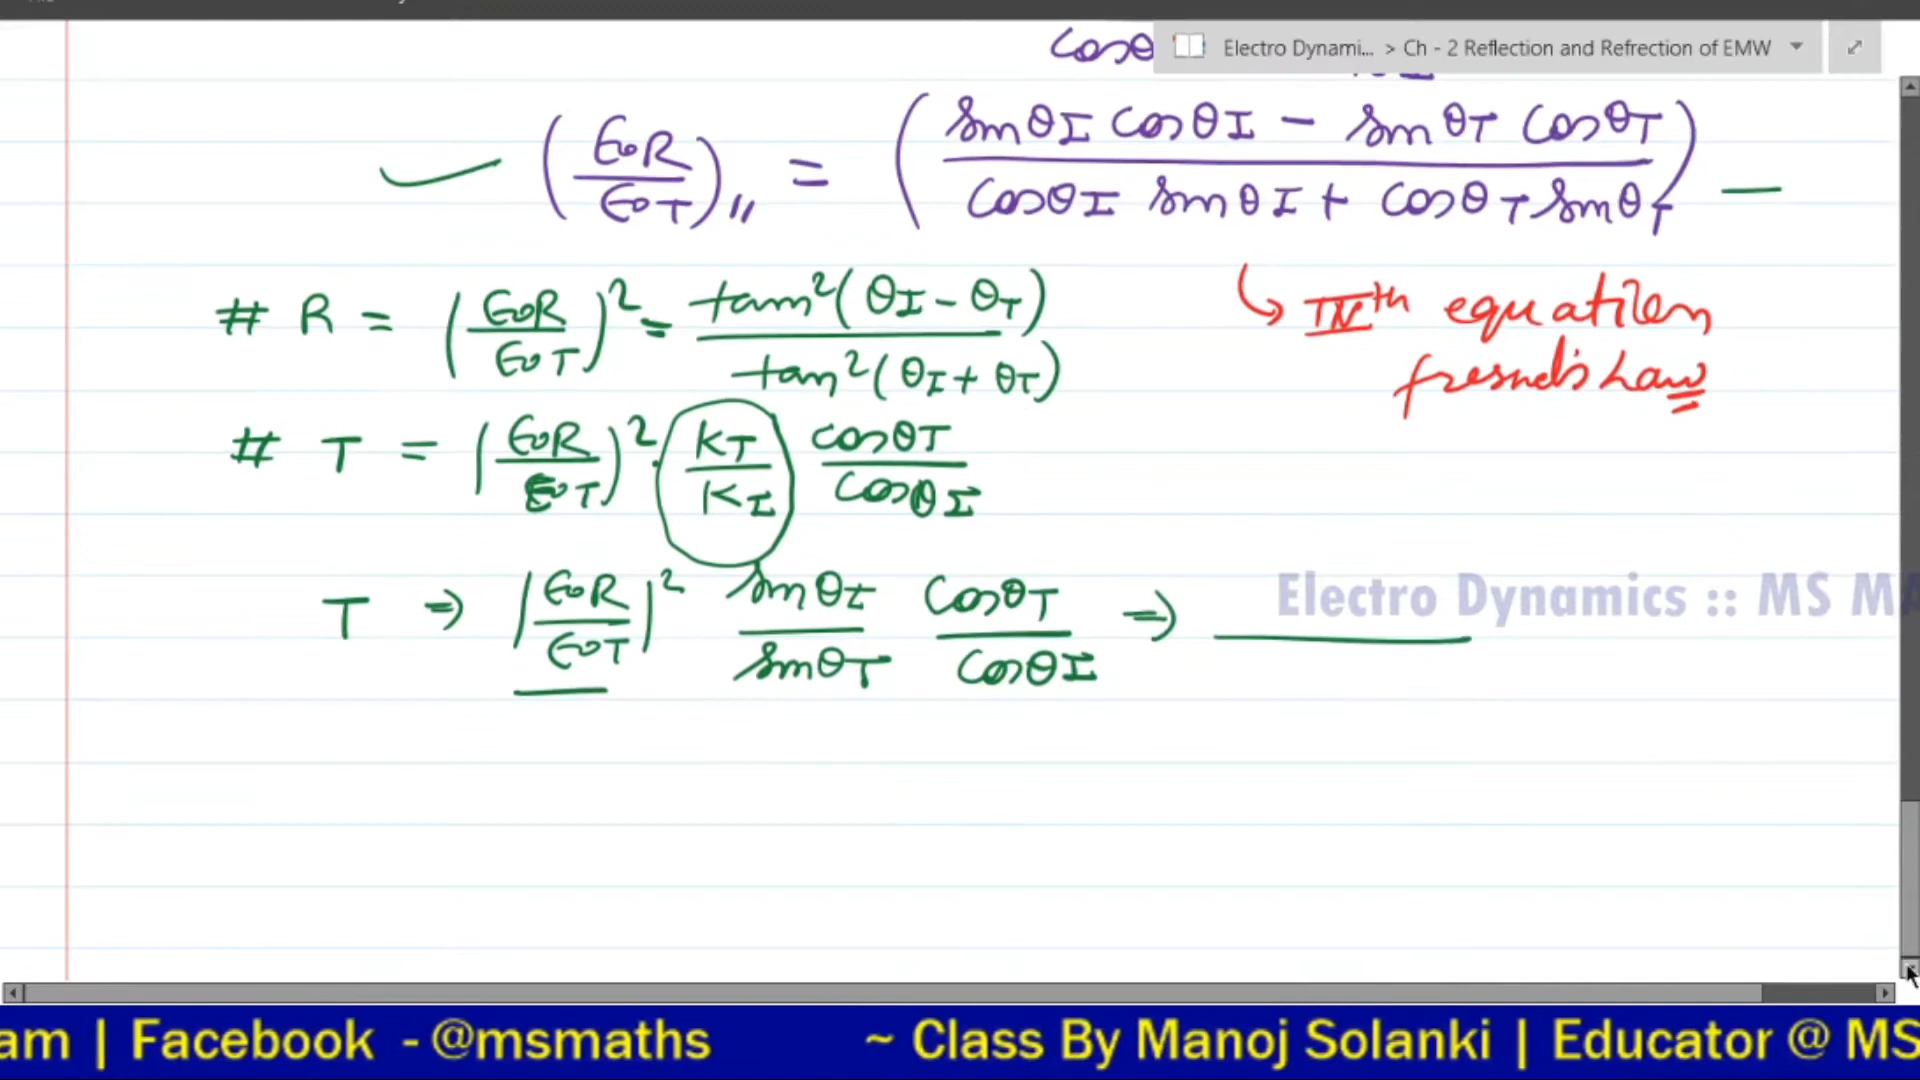 cosθ
Electro Dynami... > Ch - 2 Reflection and Refrection of EMW
(E₀R / E₀T),, = (sinθI cosθI − sinθT cosθT / cosθI sinθI + cosθT sinθT) —
# R = (E₀R / E₀T)² = tan²(θI − θT) / tan²(θI + θT)
↳ IVth equation
fresnel's Law
# T = (E₀R / E₀T)² . KT / KI cosθT / cosθI
T ⇒ |E₀R / E₀T|² sinθI / sinθT cosθT / cosθI ⇒
Electro Dynamics :: MS MA
am | Facebook - @msmaths ~ Class By Manoj Solanki | Educator @ MS